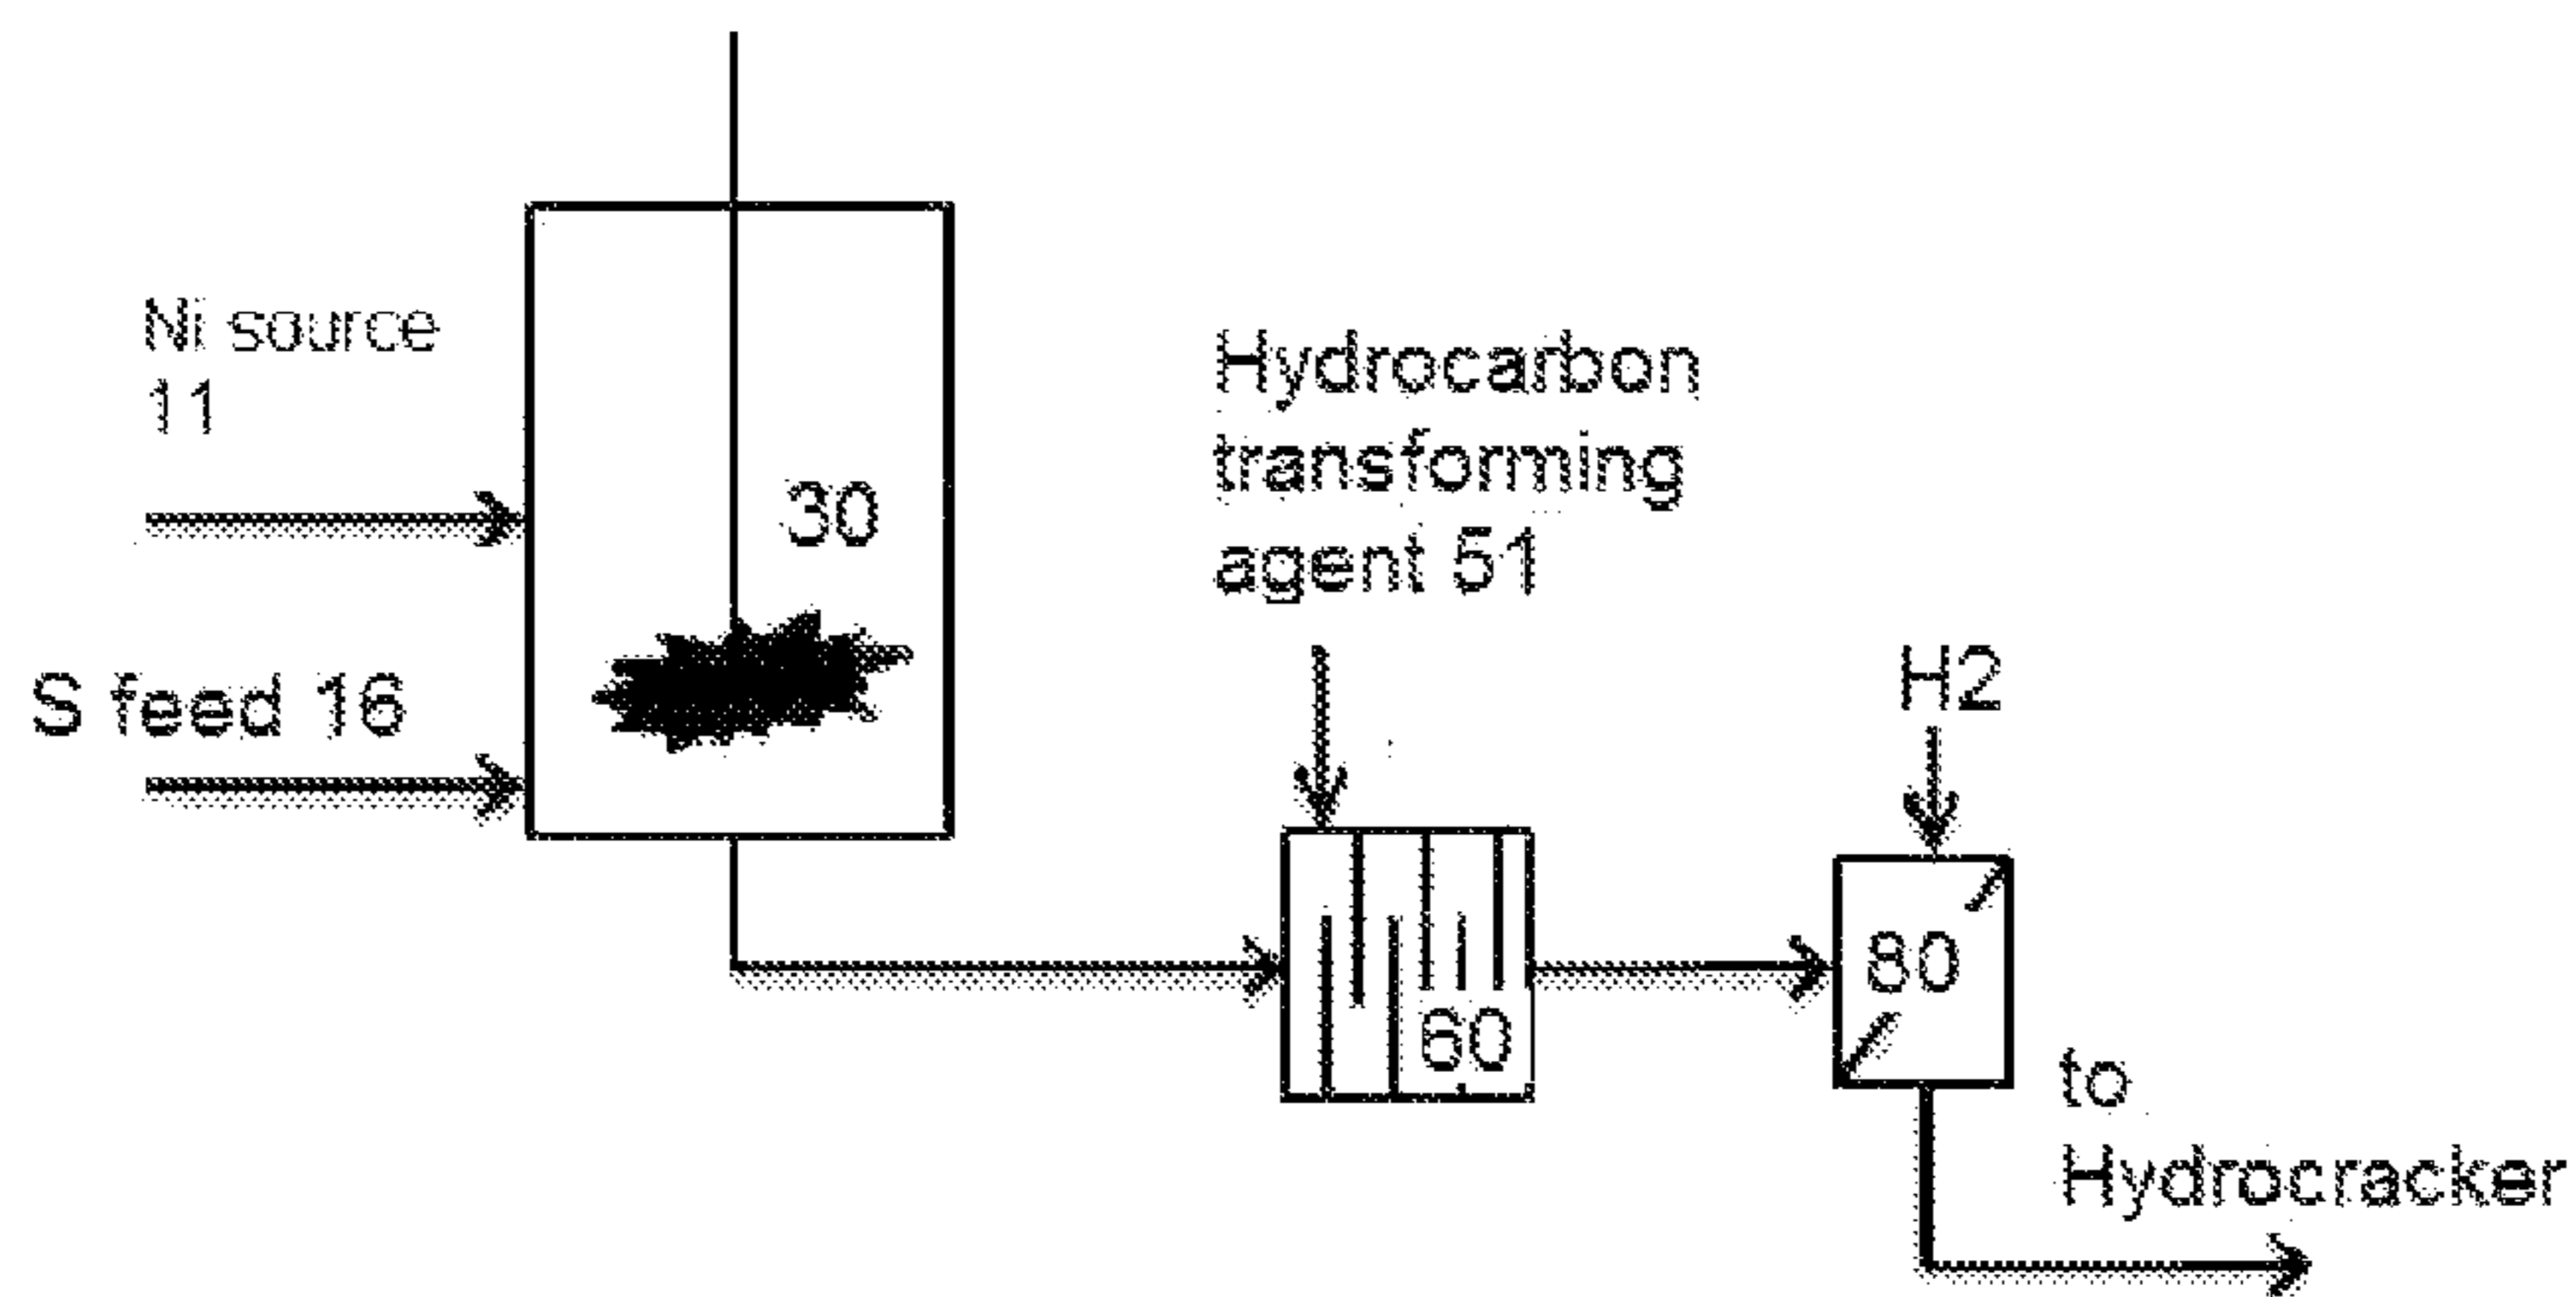 Ni source
11
30
S feed 16
Hydrocarbon
transforming
agent 51
H2
60
80
to
Hydrocracker